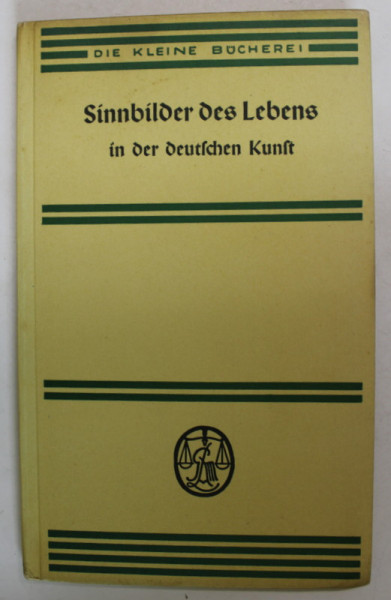 DIE KLEINE BÜCHEREI
Sinnbilder des Lebens
in der deutschen Kunst